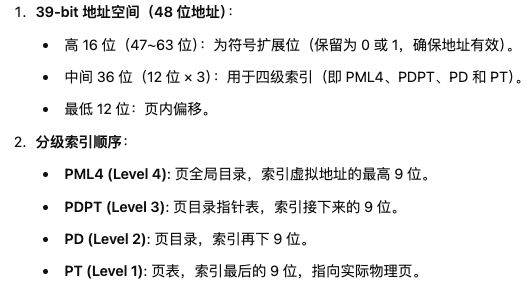 1. 39-bit 地址空间（48 位地址）：
• 高 16 位（47~63 位）：为符号扩展位（保留为 0 或 1，确保地址有效）。
• 中间 36 位（12 位 × 3）：用于四级索引（即 PML4、PDPT、PD 和 PT）。
• 最低 12 位：页内偏移。
2. 分级索引顺序：
• PML4 (Level 4): 页全局目录，索引虚拟地址的最高 9 位。
• PDPT (Level 3): 页目录指针表，索引接下来的 9 位。
• PD (Level 2): 页目录，索引再下 9 位。
• PT (Level 1): 页表，索引最后的 9 位，指向实际物理页。